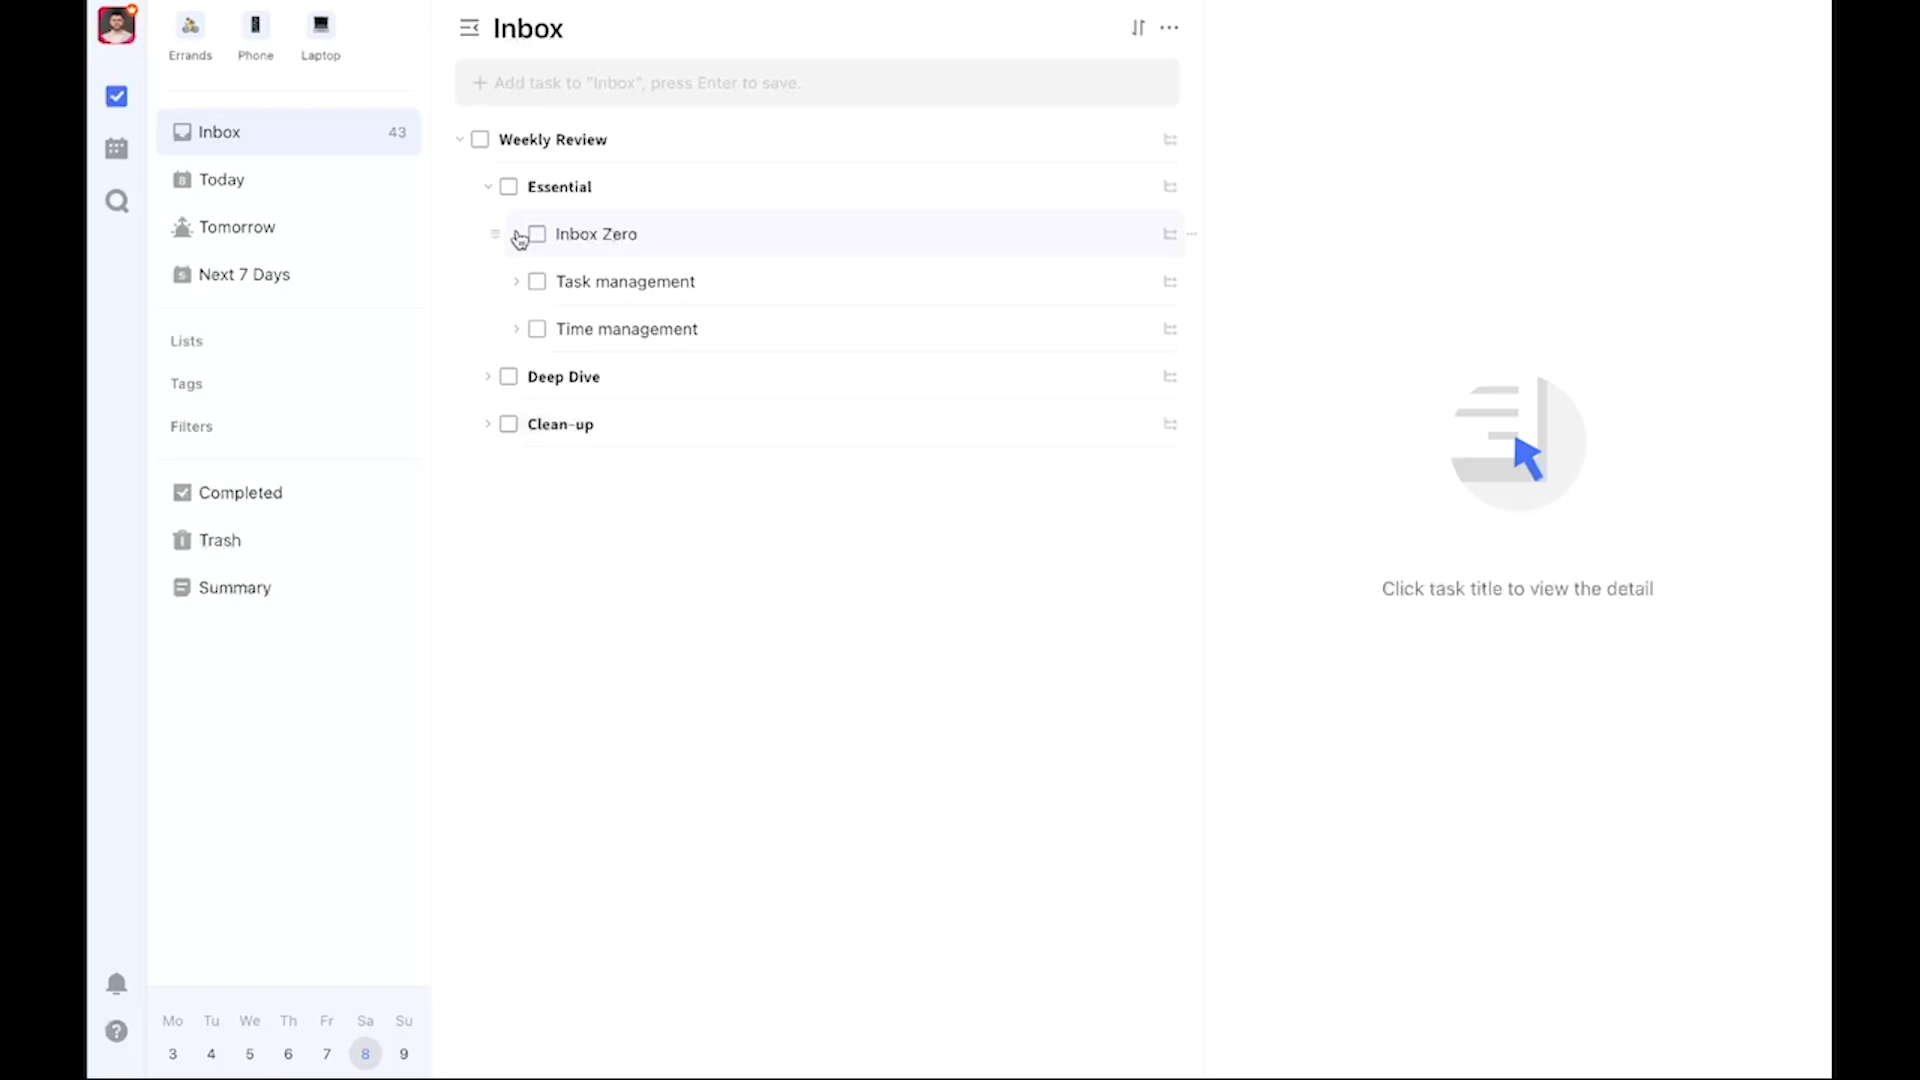 Errands Phone Laptop
Inbox 43
Today
Tomorrow
Next 7 Days
Lists
Tags
Filters
Completed
Trash
Summary
Mo Tu We Th Fr Sa Su
3 4 5 6 7 8 9
Inbox
+ Add task to "Inbox", press Enter to save.
Weekly Review
Essential
Inbox Zero
Task management
Time management
Deep Dive
Clean-up
Click task title to view the detail